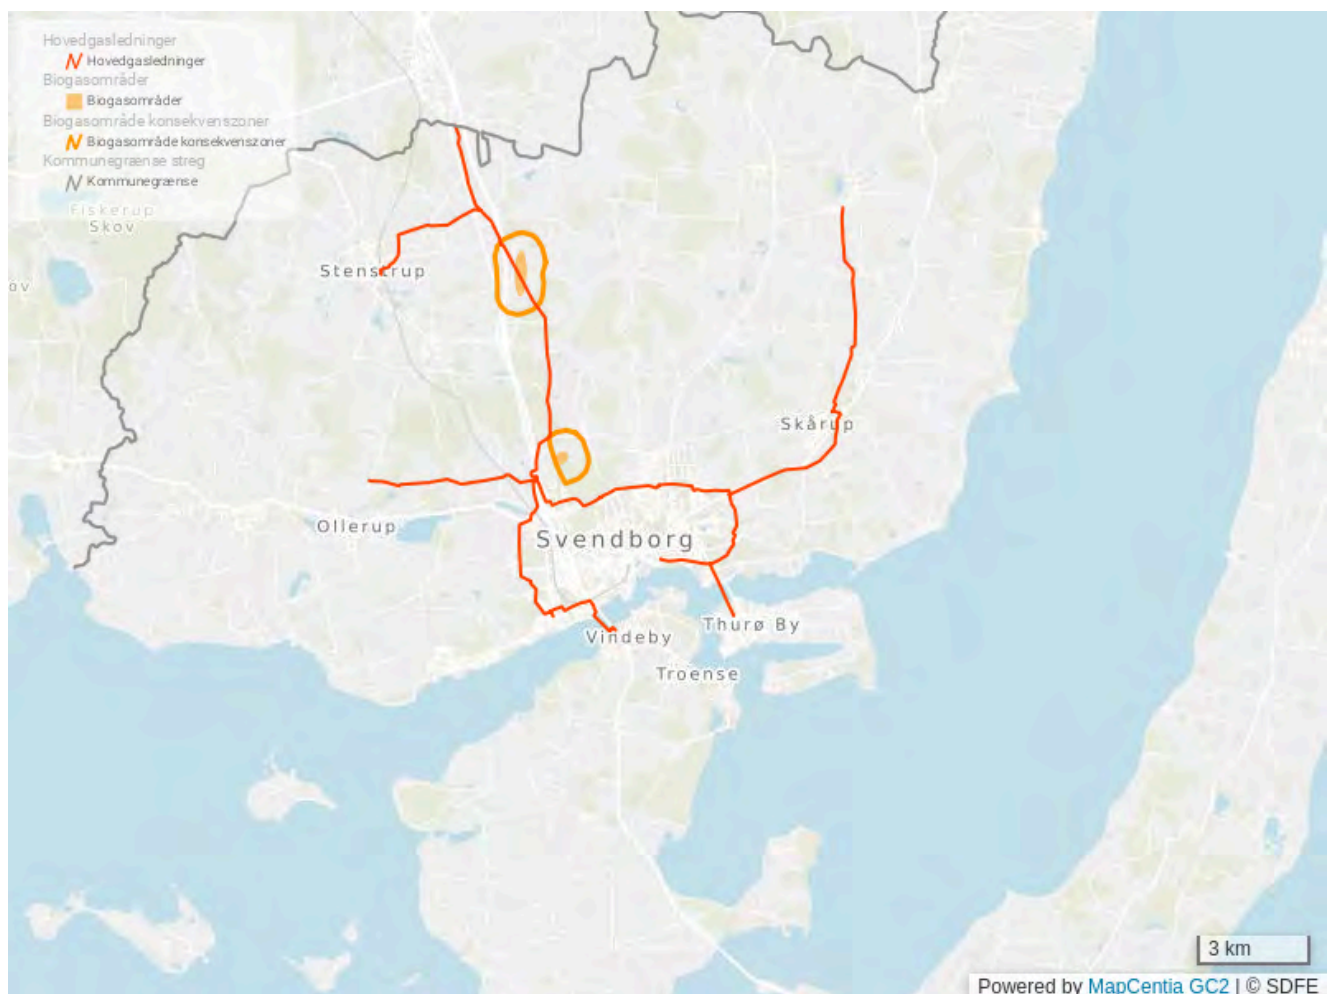 Hovedgasledninger
Hovedgasledninger
Biogasområder
Biogasområder
Biogasområde konsekvenszoner
Biogasområde konsekvenszoner
Kommunegrænse streg
Kommunegrænse
Fiskerup
Skov
ov
Stenstrup
Skårup
Ollerup
Svendborg
Vindeby
Thurø By
Troense
3 km
Powered by MapCentia GC2 | © SDFE